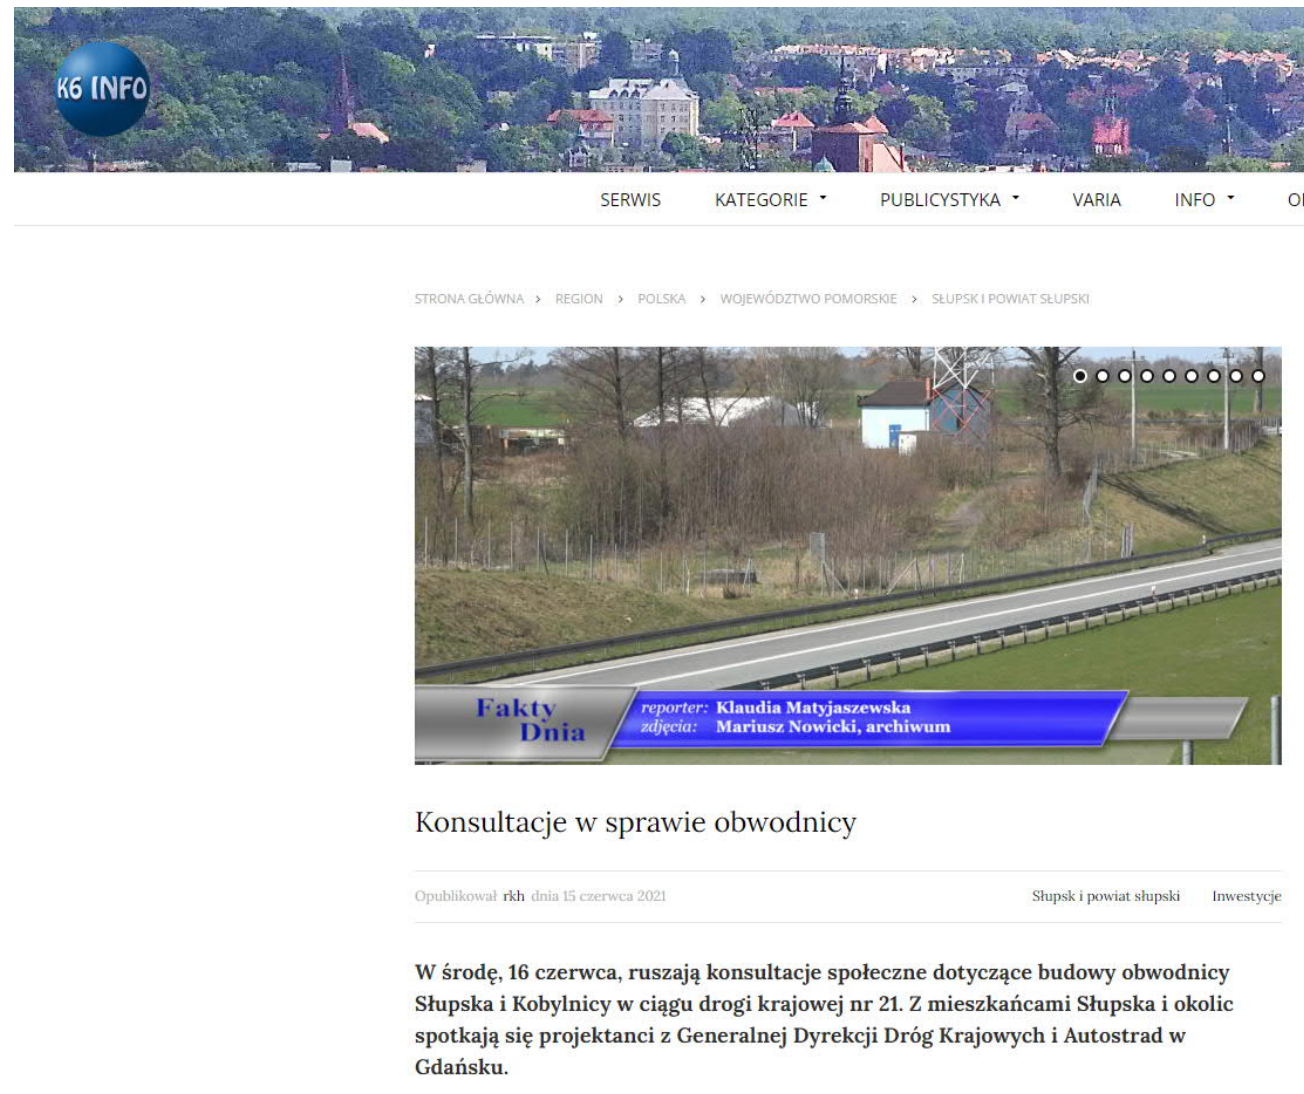 K6 INFO
SERWIS KATEGORIE PUBLICYSTYKA VARIA INFO
STRONA GŁÓWNA > REGION > POLSKA > WOJEWÓDZTWO POMORSKIE > SŁUPSK I POWIAT SŁUPSKI
Fakty
Dnia
reporter: Klaudia Matyjaszewska
zdjęcia: Mariusz Nowicki, archiwum
Konsultacje w sprawie obwodnicy
Opublikował rkh dnia 15 czerwca 2021 Słupsk i powiat słupski Inwestycje
W środę, 16 czerwca, ruszają konsultacje społeczne dotyczące budowy obwodnicy
Słupska i Kobylnicy w ciągu drogi krajowej nr 21. Z mieszkańcami Słupska i okolic
spotkają się projektanci z Generalnej Dyrekcji Dróg Krajowych i Autostrad w
Gdańsku.